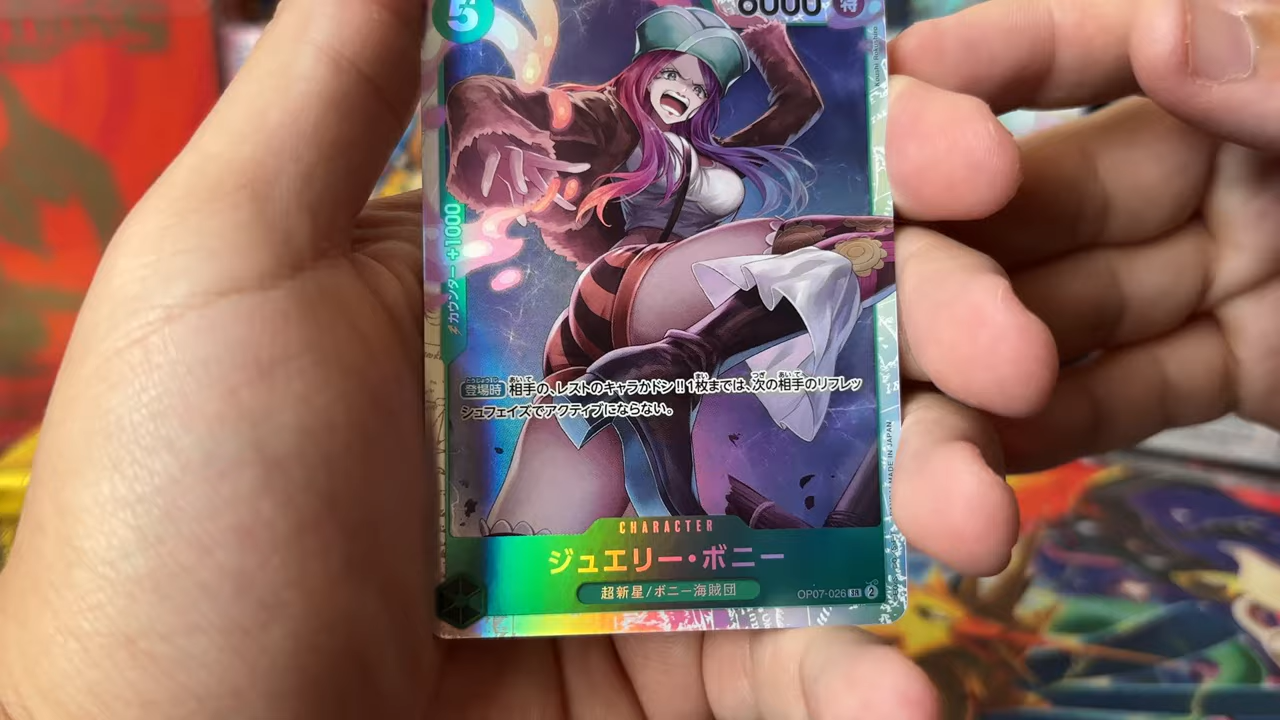 5
6000
特
カウンター +1000
登場時 相手の、レストのキャラかドン!!1枚までは、次の相手のリフレッ
シュフェイズでアクティブにならない。
MADE IN JAPAN
CHARACTER
ジュエリー・ボニー
超新星/ボニー海賊団
OP07-026 SR 2